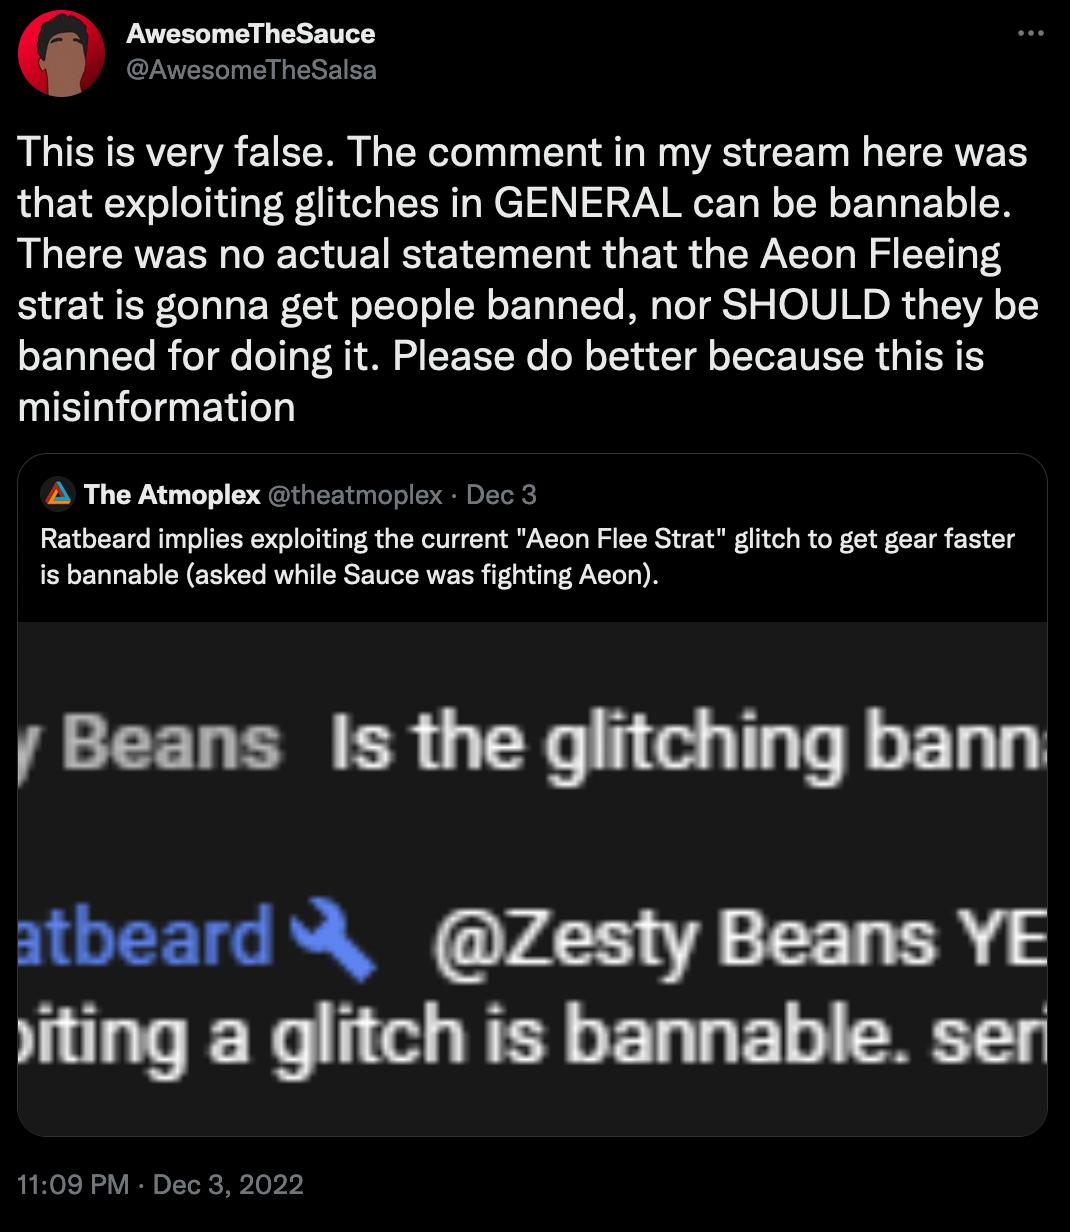 AwesomeTheSauce
@AwesomeTheSalsa
This is very false. The comment in my stream here was
that exploiting glitches in GENERAL can be bannable.
There was no actual statement that the Aeon Fleeing
strat is gonna get people banned, nor SHOULD they be
banned for doing it. Please do better because this is
misinformation
The Atmoplex @theatmoplex · Dec 3
Ratbeard implies exploiting the current "Aeon Flee Strat" glitch to get gear faster
is bannable (asked while Sauce was fighting Aeon).
y Beans Is the glitching bann
atbeard @Zesty Beans YE
iting a glitch is bannable. seri
11:09 PM · Dec 3, 2022